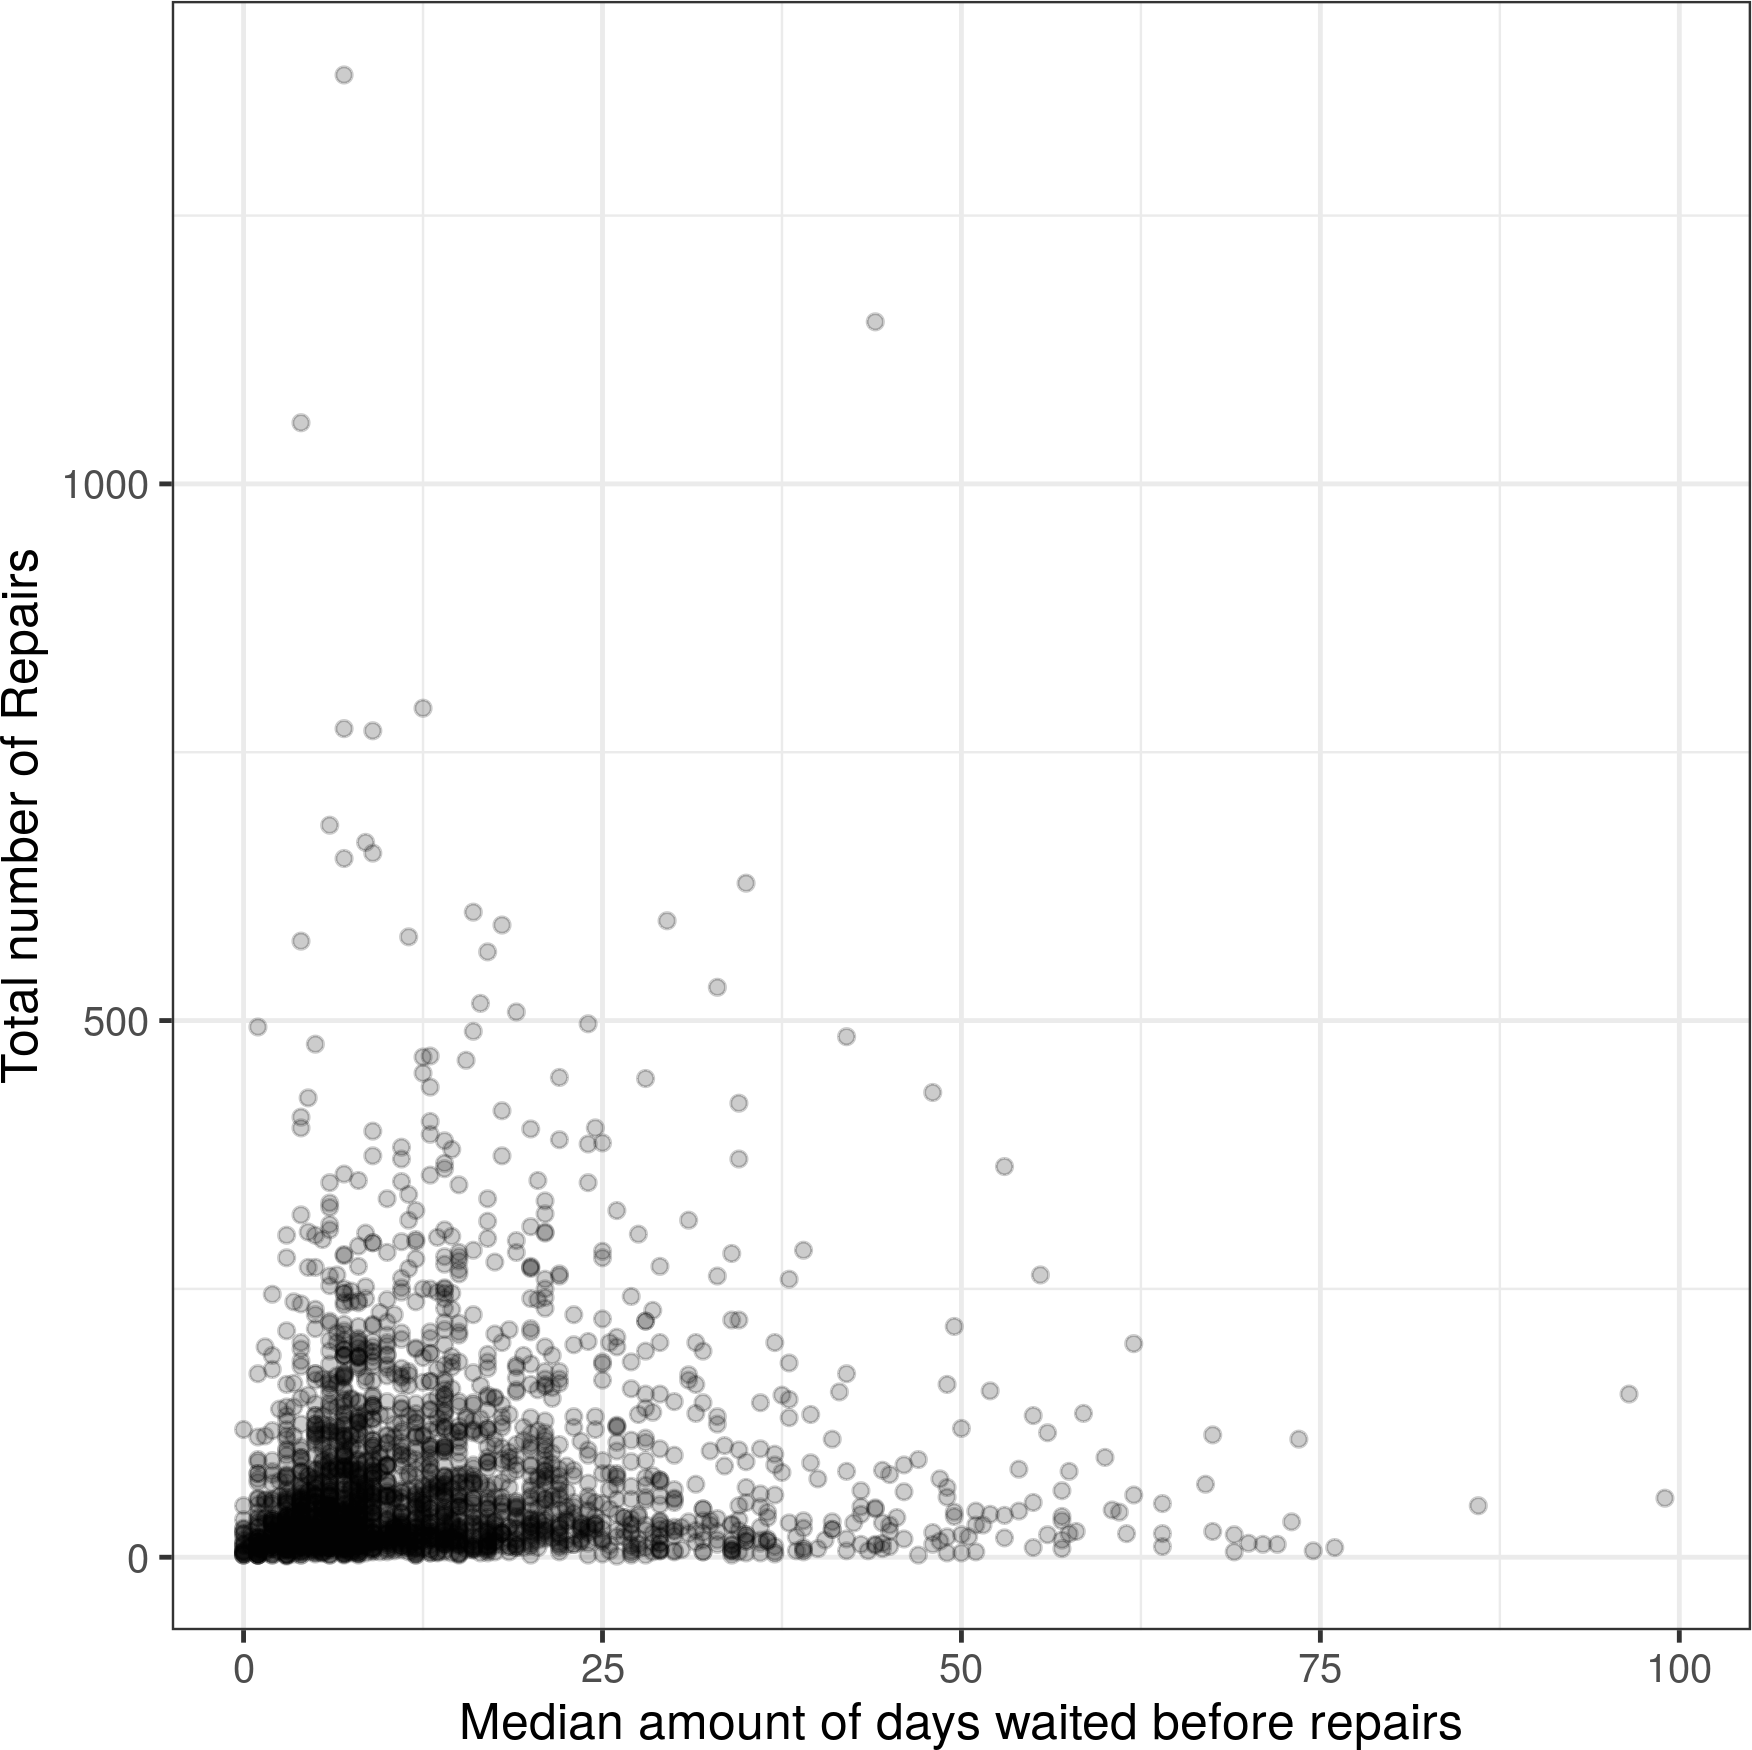 Total number of Repairs
1000
500
0
0 25 50 75 100
Median amount of days waited before repairs